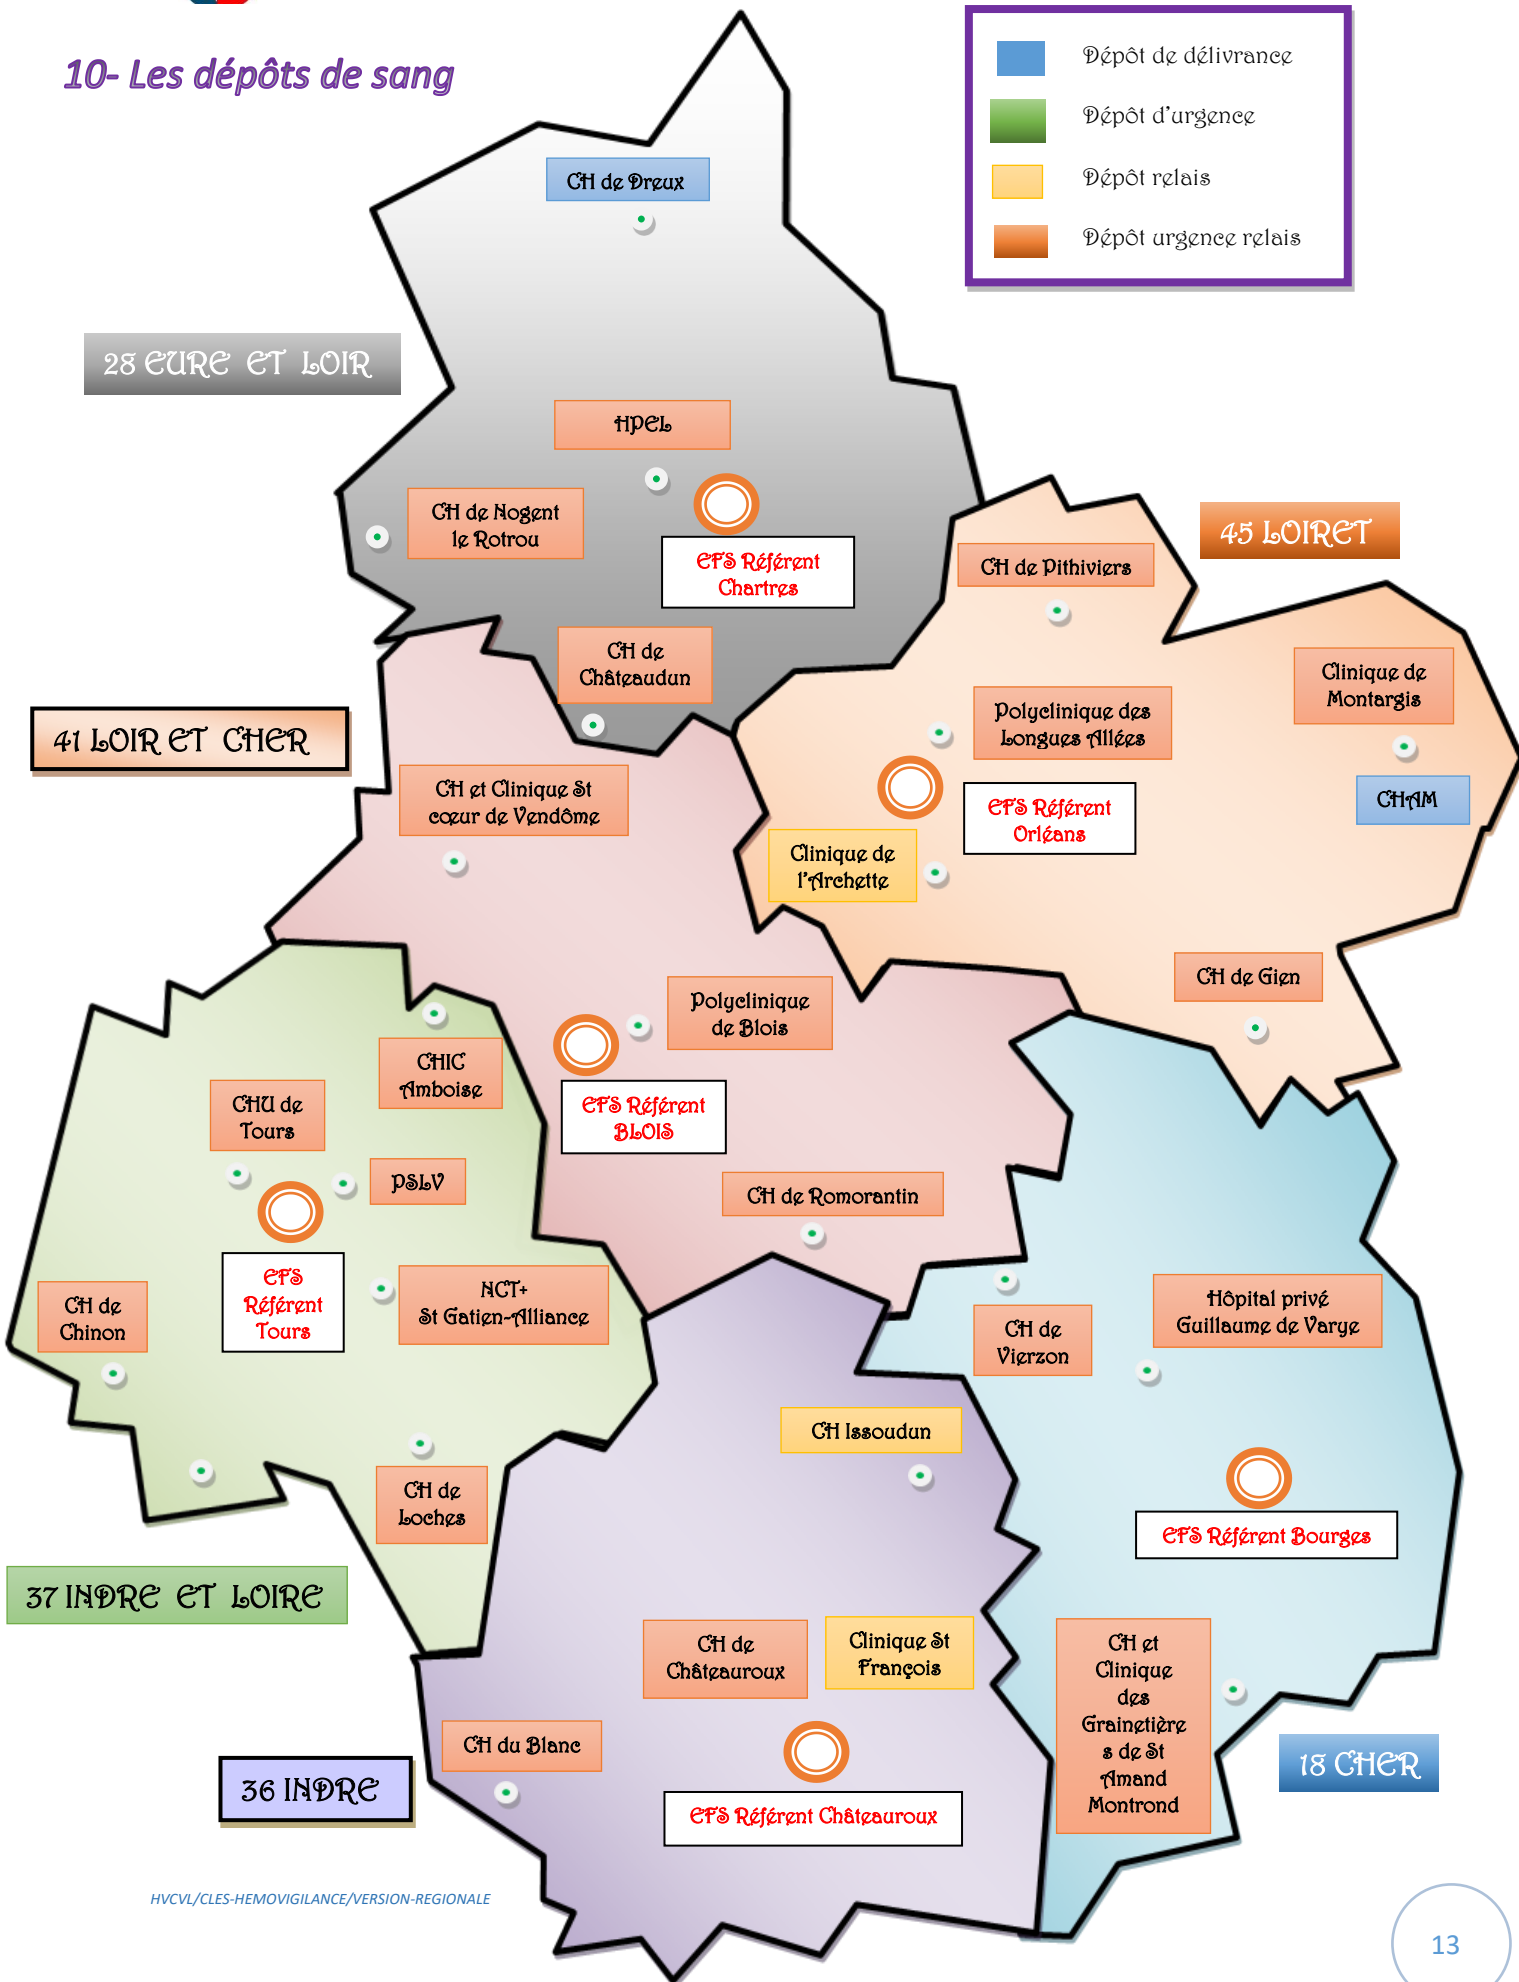 10- Les dépôts de sang
Dépôt de délivrance
Dépôt d'urgence
Dépôt relais
Dépôt urgence relais
CH de Dreux
28 EURE ET LOIR
HPEL
CH de Nogent
le Rotrou
EFS Référent
Chartres
45 LOIRET
CH de Pithiviers
CH de
Châteaudun
Clinique de
Montargis
Polyclinique des
Longues Allées
41 LOIR ET CHER
CH et Clinique St
cœur de Vendôme
EFS Référent
Orléans
CHAM
Clinique de
l'Archette
CH de Gien
Polyclinique
de Blois
CHIC
Amboise
EFS Référent
BLOIS
CHU de
Tours
PSLV
CH de Romorantin
EFS
Référent
Tours
NCT+
St Gatien-Alliance
CH de
Chinon
CH de
Vierzon
Hôpital privé
Guillaume de Varye
CH Issoudun
CH de
Loches
EFS Référent Bourges
37 INDRE ET LOIRE
CH de
Châteauroux
Clinique St
François
CH et
Clinique
des
Grainetière
s de St
Amand
Montrond
CH du Blanc
36 INDRE
EFS Référent Châteauroux
18 CHER
HVCVL/CLES-HEMOVIGILANCE/VERSION-REGIONALE
13